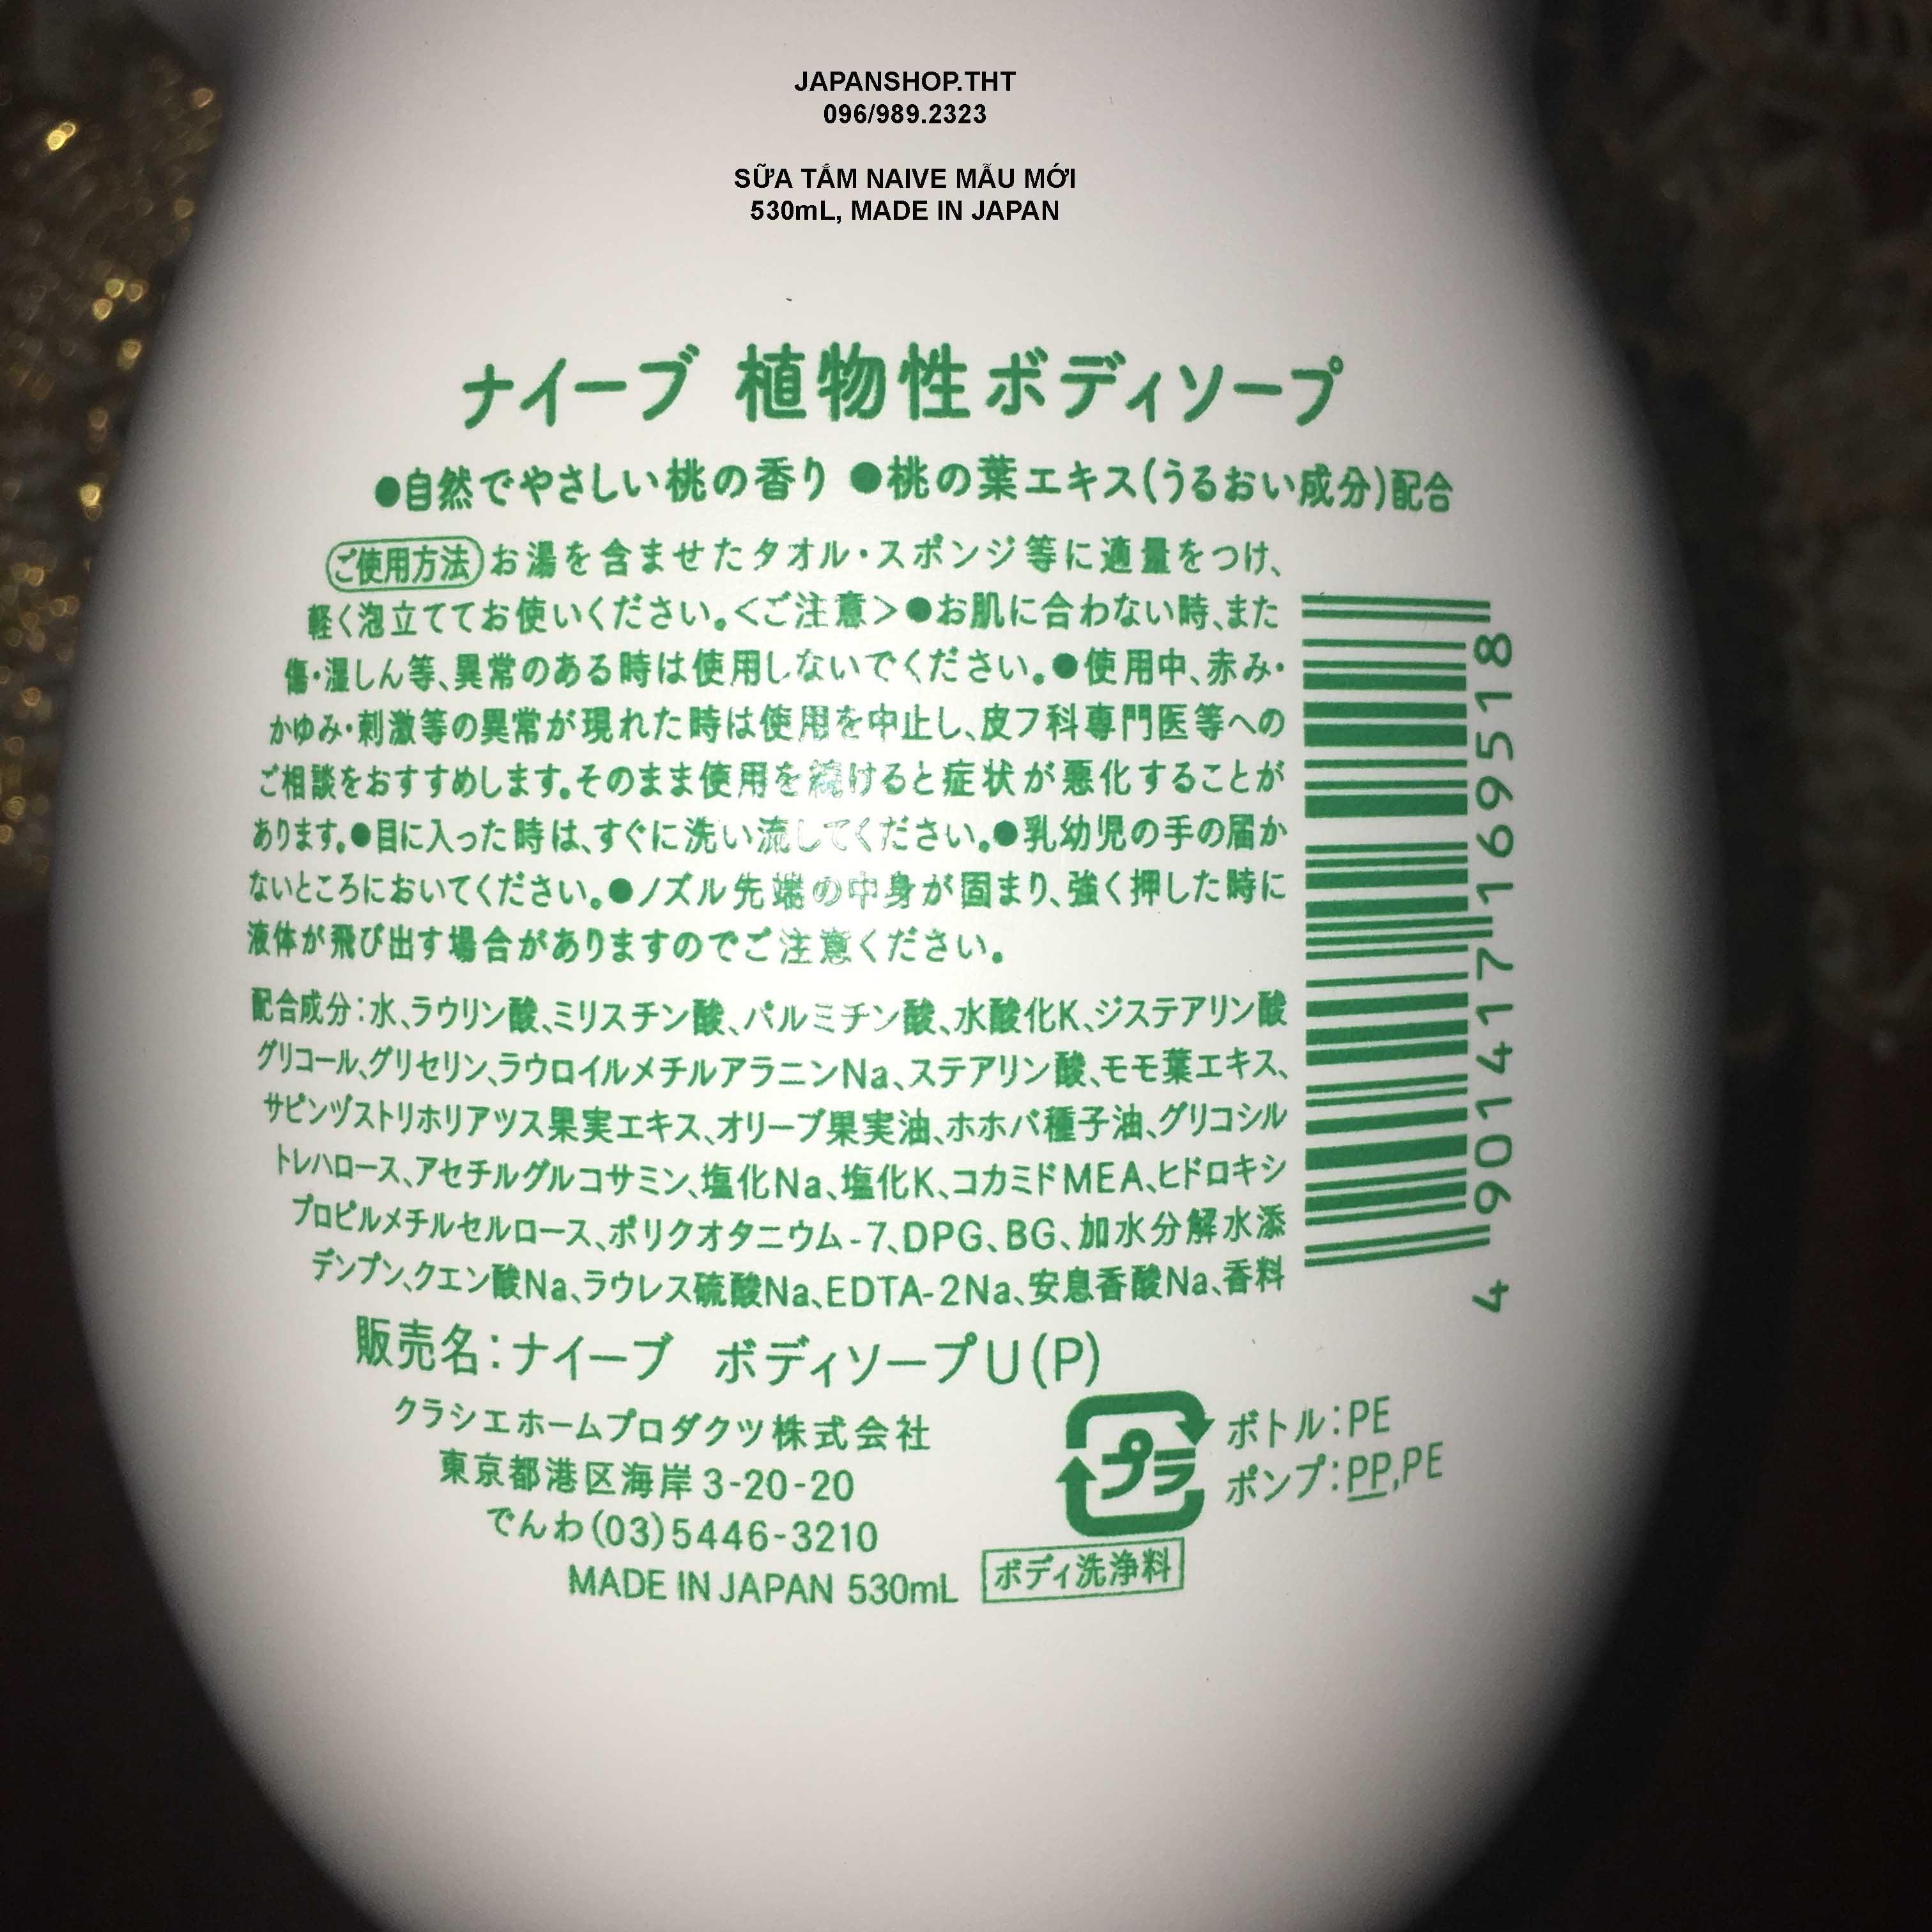 JAPANSHOP.THT
096/989.2323
SỮA TẮM NAIVE MẪU MỚI
530mL, MADE IN JAPAN
ナイーブ 植物性ボディソープ
●自然でやさしい桃の香り ●桃の葉エキス(うるおい成分)配合
ご使用方法 お湯を含ませたタオル・スポンジ等に適量をつけ、
軽く泡立ててお使いください。<ご注意>●お肌に合わない時、また
傷・湿しん等、異常のある時は使用しないでください。●使用中、赤み・
かゆみ・刺激等の異常が現れた時は使用を中止し、皮フ科専門医等への
ご相談をおすすめします。そのまま使用を続けると症状が悪化することが
あります。●目に入った時は、すぐに洗い流してください。●乳幼児の手の届か
ないところにおいてください。●ノズル先端の中身が固まり、強く押した時に
液体が飛び出す場合がありますのでご注意ください。
配合成分:水、ラウリン酸、ミリスチン酸、パルミチン酸、水酸化K、ジステアリン酸
グリコール、グリセリン、ラウロイルメチルアラニンNa、ステアリン酸、モモ葉エキス、
サピンヅストリホリアツス果実エキス、オリーブ果実油、ホホバ種子油、グリコシル
トレハロース、アセチルグルコサミン、塩化Na、塩化K、コカミドMEA、ヒドロキシ
プロピルメチルセルロース、ポリクオタニウム-7、DPG、BG、加水分解水添
デンプン、クエン酸Na、ラウレス硫酸Na、EDTA-2Na、安息香酸Na、香料
販売名:ナイーブ ボディソープU(P)
クラシエホームプロダクツ株式会社
東京都港区海岸3-20-20
でんわ(03)5446-3210
MADE IN JAPAN 530mL
ボディ洗浄料
プラ
ボトル:PE
ポンプ:PP,PE
4 901417 169518